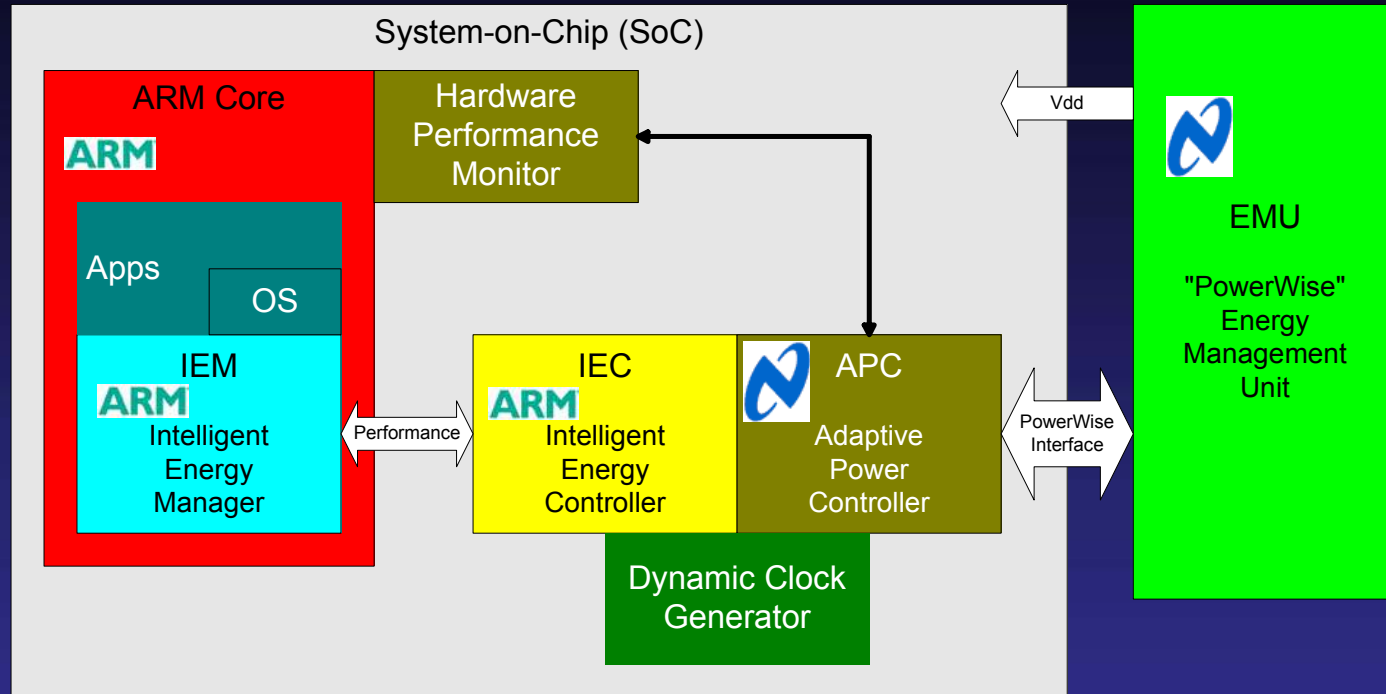 System-on-Chip (SoC)
ARM Core
ARM
Hardware
Performance
Monitor
Vdd
EMU
"PowerWise"
Energy
Management
Unit
Apps
OS
IEM
ARM
Intelligent
Energy
Manager
Performance
IEC
ARM
Intelligent
Energy
Controller
APC
Adaptive
Power
Controller
PowerWise
Interface
Dynamic Clock
Generator